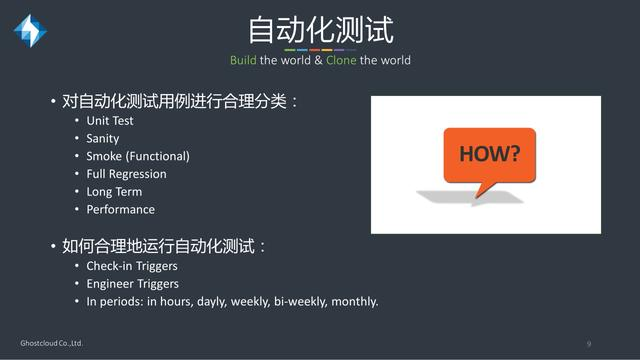 自动化测试
Build the world & Clone the world
• 对自动化测试用例进行合理分类：
• Unit Test
• Sanity
• Smoke (Functional)
• Full Regression
• Long Term
• Performance
HOW?
• 如何合理地运行自动化测试：
• Check-in Triggers
• Engineer Triggers
• In periods: in hours, dayly, weekly, bi-weekly, monthly.
Ghostcloud Co.,Ltd.
9